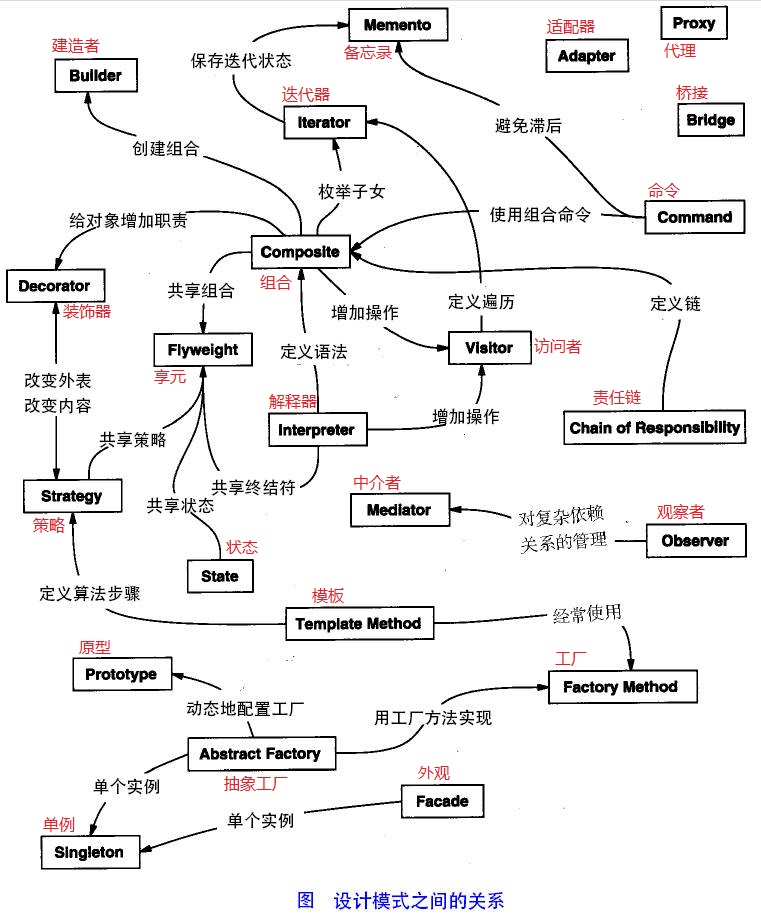 Memento
备忘录
Proxy
代理
适配器
Adapter
建造者
Builder
保存迭代状态
迭代器
Iterator
桥接
Bridge
避免滞后
创建组合
枚举子女
命令
Command
使用组合命令
给对象增加职责
Composite
组合
Decorator
装饰器
共享组合
增加操作
定义遍历
定义链
Flyweight
享元
定义语法
Visitor
访问者
改变外表
改变内容
解释器
Interpreter
增加操作
责任链
Chain of Responsibility
共享策略
共享终结符
Strategy
策略
共享状态
中介者
Mediator
对复杂依赖
关系的管理
观察者
Observer
状态
State
定义算法步骤
模板
Template Method
经常使用
原型
Prototype
工厂
Factory Method
动态地配置工厂
用工厂方法实现
Abstract Factory
抽象工厂
单个实例
外观
Facade
单例
Singleton
单个实例
图 设计模式之间的关系